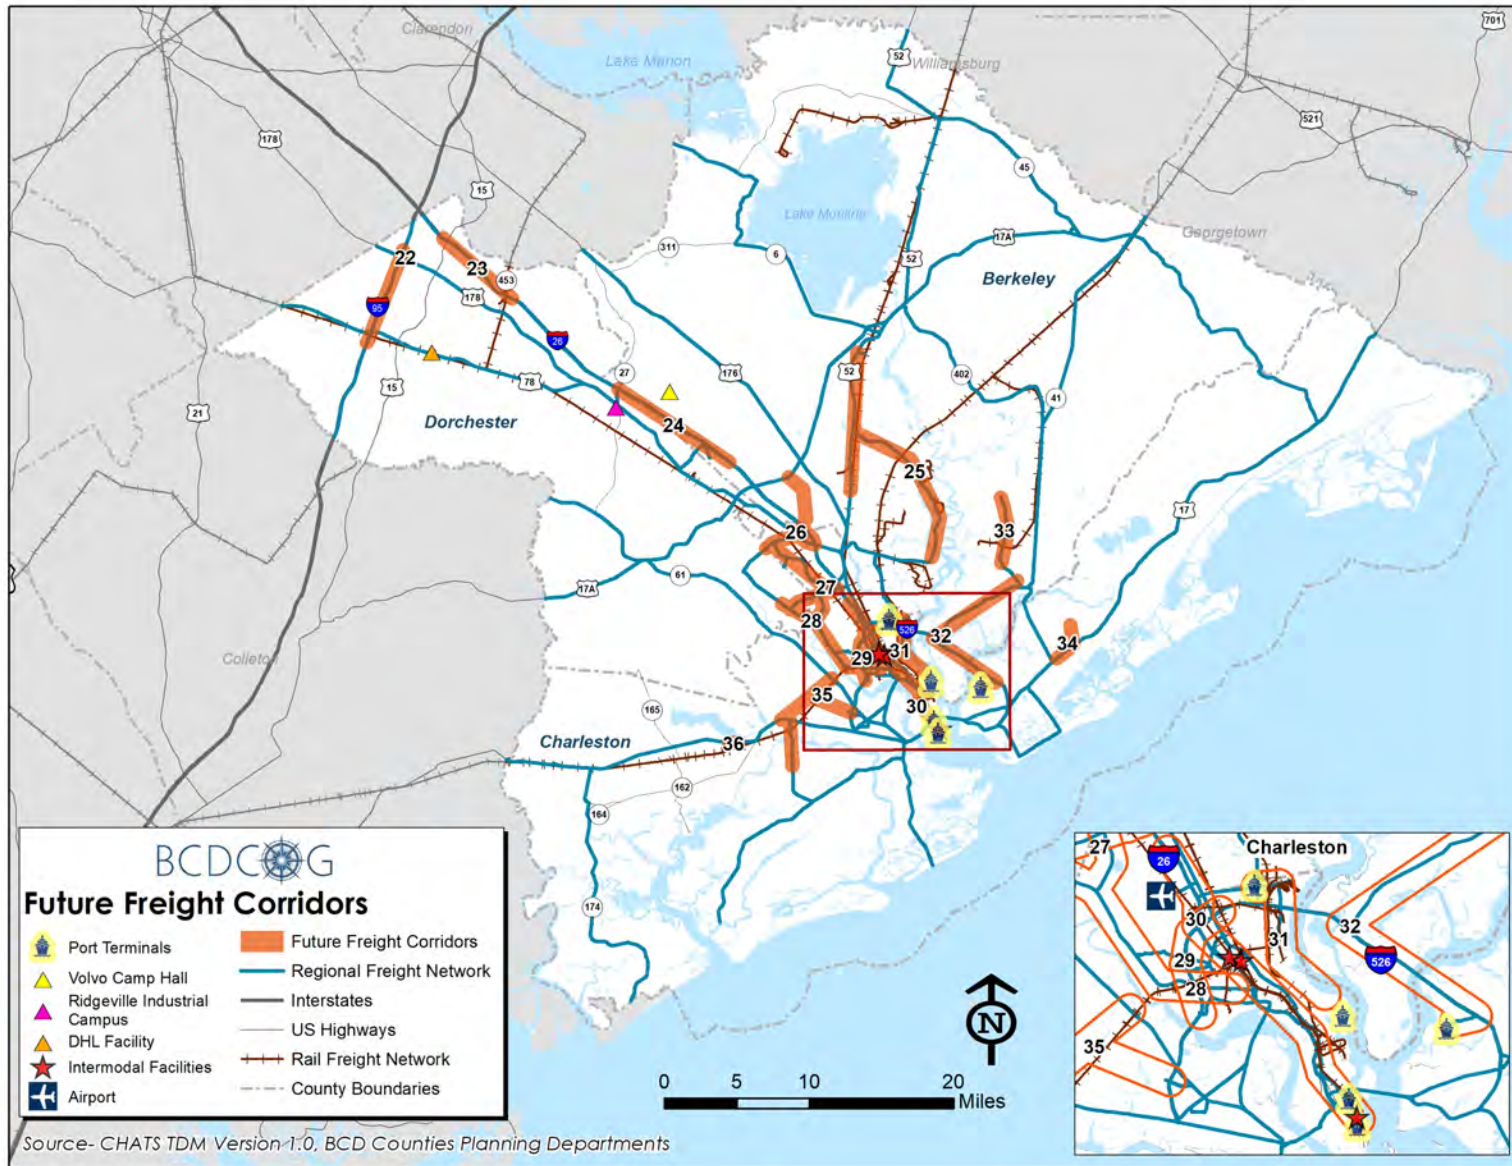 701
Clarendon
Lake Marion
52
Williamsburg
178
521
15
45
Lake Moultrie
Georgetown
17A
311
6
52
22
23
453
Berkeley
178
95
26
27
176
52
402
78
41
15
21
24
Dorchester
25
17
33
26
61
27
17A
28
526
32
34
31
29
Colleton
35
30
165
Charleston
36
162
164
174
BCDCOG
Future Freight Corridors
Port Terminals
Volvo Camp Hall
Ridgeville Industrial
Campus
DHL Facility
Intermodal Facilities
Airport
Future Freight Corridors
Regional Freight Network
Interstates
US Highways
Rail Freight Network
County Boundaries
N
0 5 10 20
Miles
Source- CHATS TDM Version 1.0, BCD Counties Planning Departments
27
26
Charleston
30
32
31
29
526
28
35